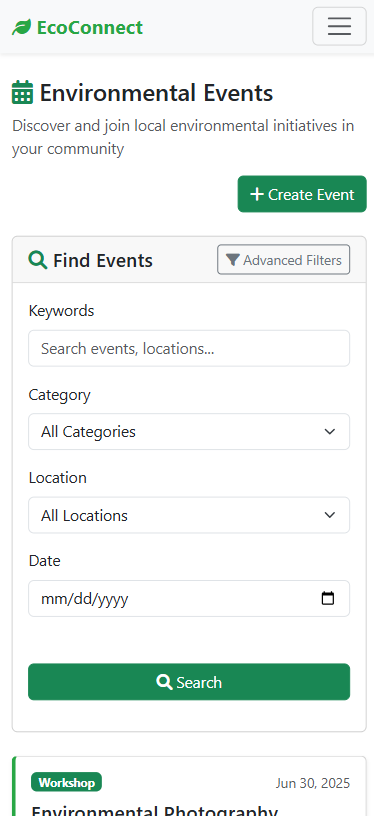 EcoConnect
Environmental Events
Discover and join local environmental initiatives in
your community
Create Event
Find Events
Advanced Filters
Keywords
Search events, locations...
Category
All Categories
Location
All Locations
Date
mm/dd/yyyy
Search
Workshop
Jun 30, 2025
Environmental Photography